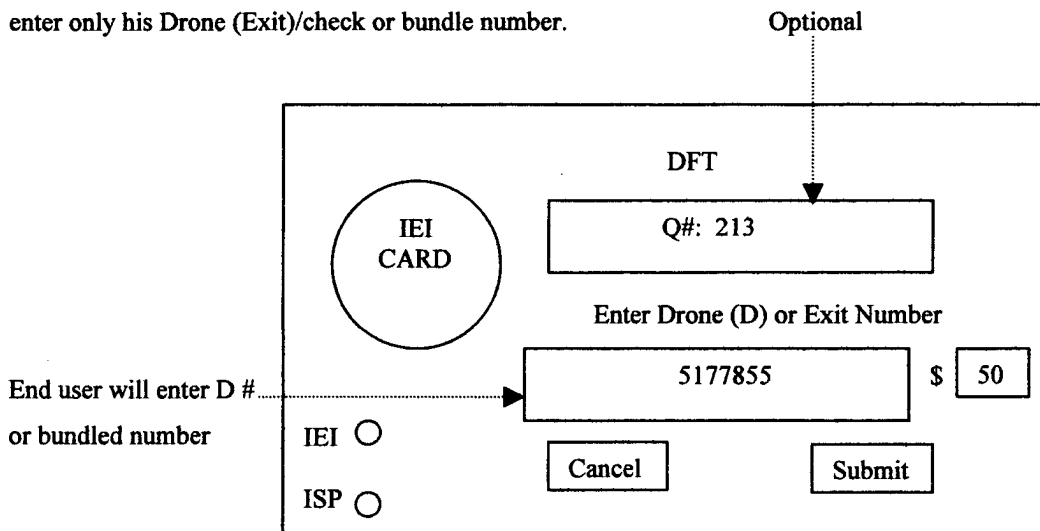 enter only his Drone (Exit)/check or bundle number.
Optional
DFT
IEI
CARD
Q#: 213
Enter Drone (D) or Exit Number
5177855
$ 50
End user will enter D #
or bundled number
IEI
ISP
Cancel
Submit